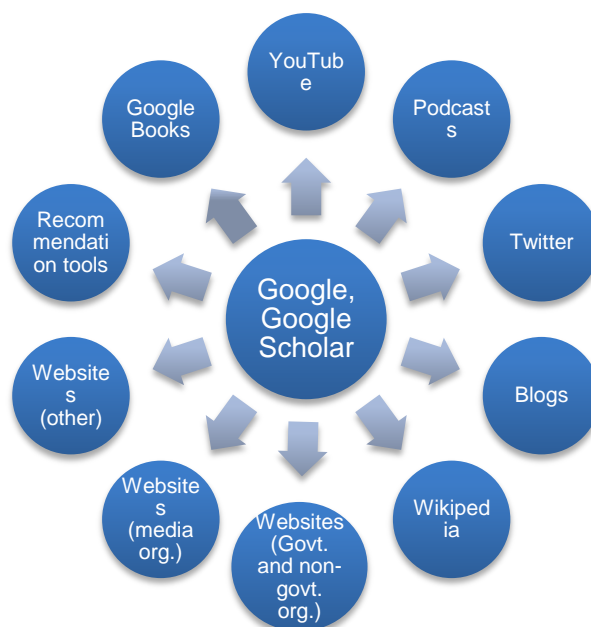 YouTub
e
Podcast
s
Twitter
Blogs
Wikiped
ia
Websites
(Govt.
and non-
govt.
org.)
Website
s
(media
org.)
Website
s
(other)
Recom
mendati
on tools
Google
Books
Google,
Google
Scholar